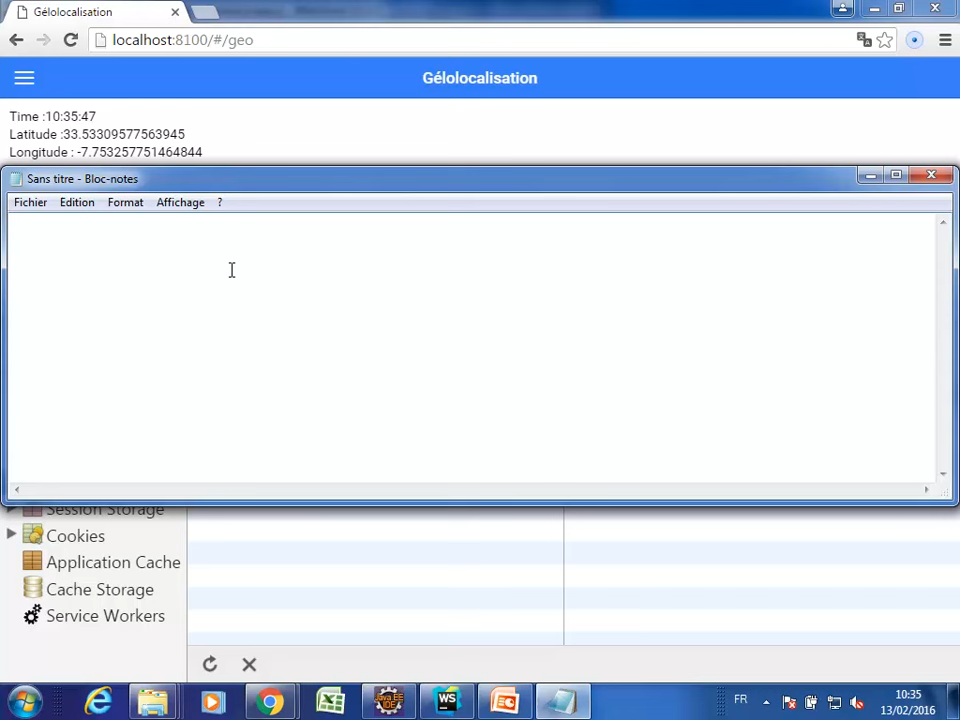 Gélolocalisation
localhost:8100/#/geo
Gélolocalisation
Time :10:35:47
Latitude :33.53309577563945
Longitude : -7.753257751464844
Sans titre - Bloc-notes
Fichier Edition Format Affichage ?
Session Storage
Cookies
Application Cache
Cache Storage
Service Workers
FR
10:35
13/02/2016